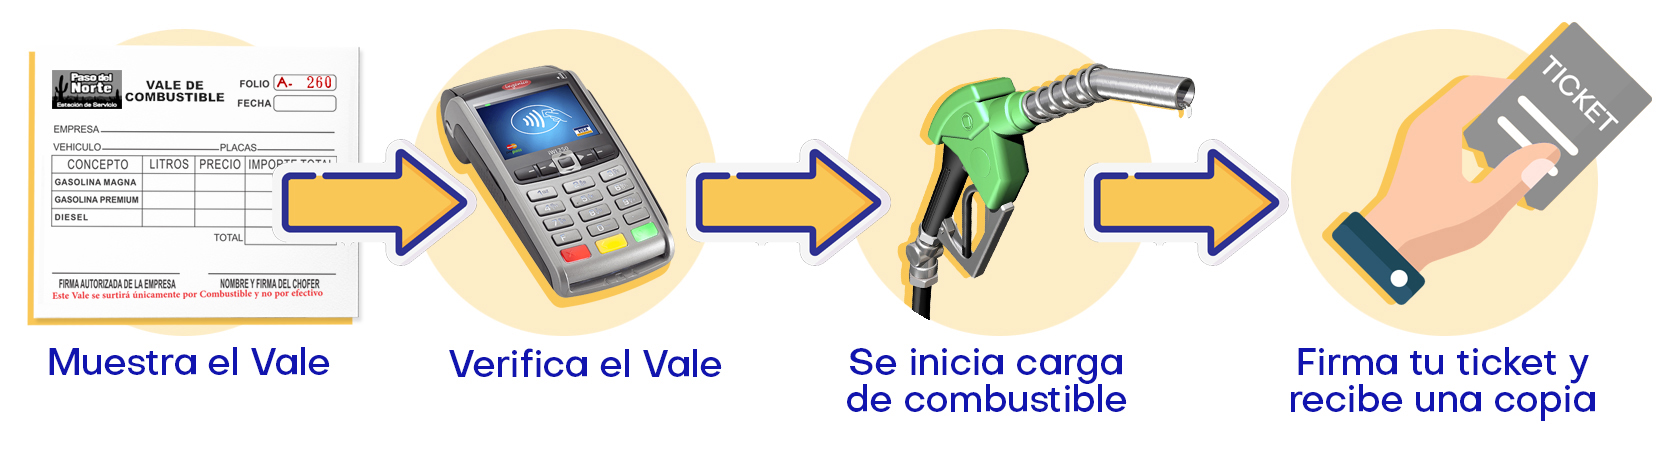 Paso del
Norte
Estación de Servicio
VALE DE
COMBUSTIBLE
FOLIO A- 260
FECHA
EMPRESA
VEHICULO PLACAS
CONCEPTO LITROS PRECIO IMPORTE TOTAL
GASOLINA MAGNA
GASOLINA PREMIUM
DIESEL
TOTAL
FIRMA AUTORIZADA DE LA EMPRESA NOMBRE Y FIRMA DEL CHOFER
Este Vale se surtirá únicamente por Combustible y no por efectivo
VISA
iWL250
TICKET
Muestra el Vale
Verifica el Vale
Se inicia carga
de combustible
Firma tu ticket y
recibe una copia